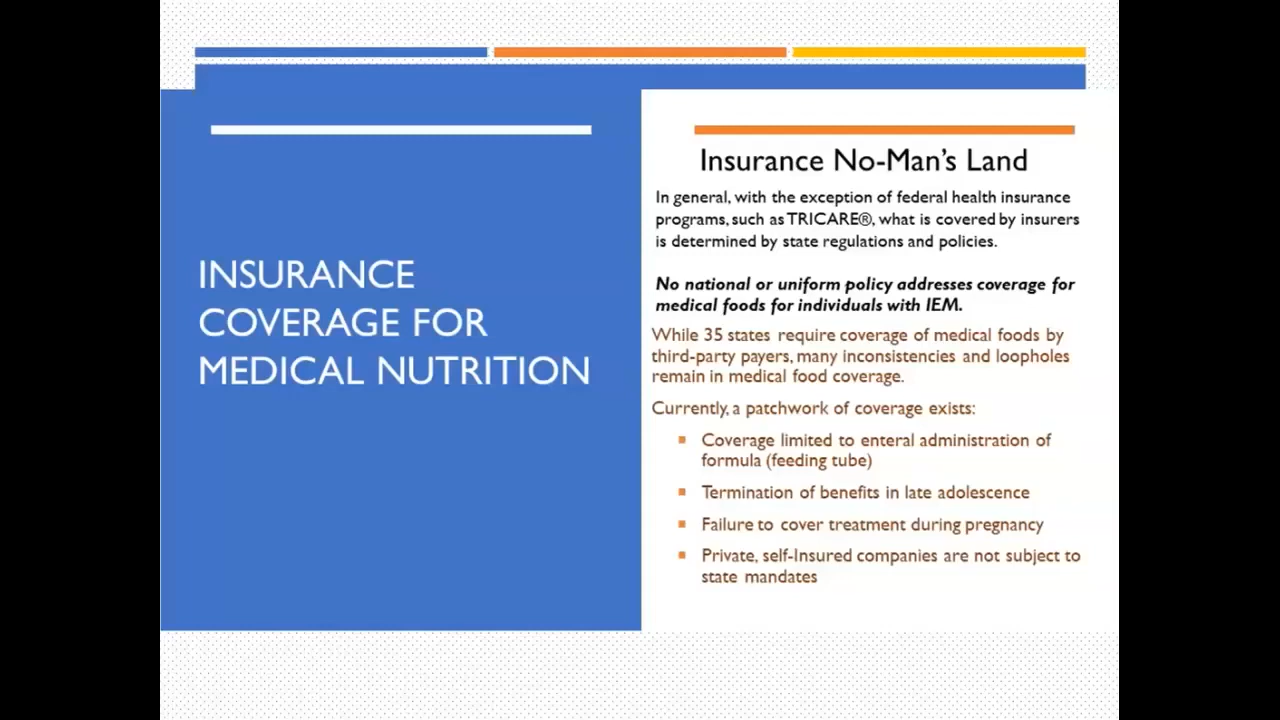 INSURANCE
COVERAGE FOR
MEDICAL NUTRITION
Insurance No-Man's Land
In general, with the exception of federal health insurance
programs, such as TRICARE®, what is covered by insurers
is determined by state regulations and policies.
No national or uniform policy addresses coverage for
medical foods for individuals with IEM.
While 35 states require coverage of medical foods by
third-party payers, many inconsistencies and loopholes
remain in medical food coverage.
Currently, a patchwork of coverage exists:
Coverage limited to enteral administration of
formula (feeding tube)
Termination of benefits in late adolescence
Failure to cover treatment during pregnancy
Private, self-Insured companies are not subject to
state mandates